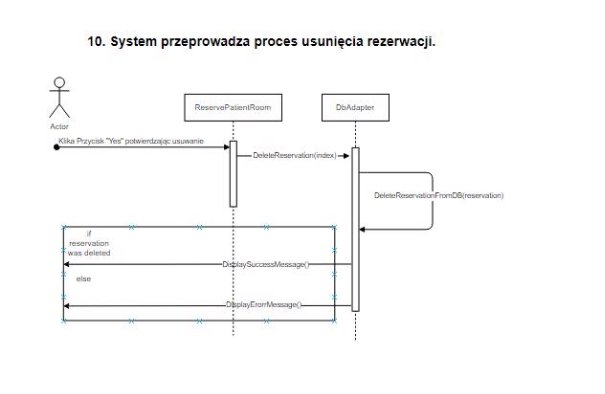 10. System przeprowadza proces usunięcia rezerwacji.
ReservePatientRoom
DbAdapter
Actor
Klika Przycisk "Yes" potwierdzając usuwanie
DeleteReservation(index)
DeleteReservationFromDB(reservation)
if
reservation
was deleted
DisplaySuccessMessage()
else
DisplayErorrMessage()